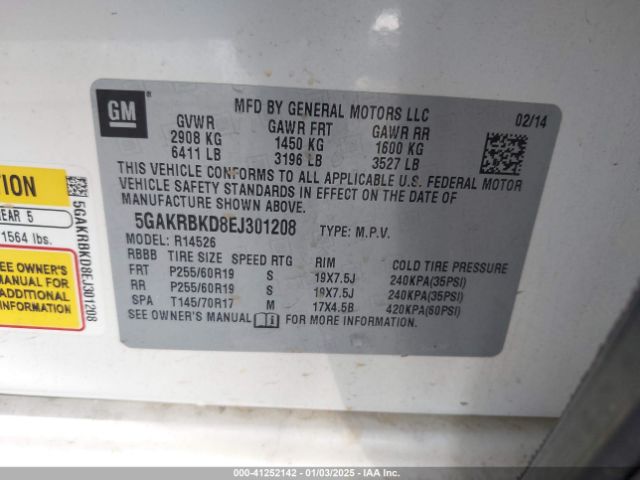 GM
MFD BY GENERAL MOTORS LLC 02/14
GVWR GAWR FRT GAWR RR
2908 KG 1450 KG 1600 KG
6411 LB 3196 LB 3527 LB
THIS VEHICLE CONFORMS TO ALL APPLICABLE U.S. FEDERAL MOTOR
VEHICLE SAFETY STANDARDS IN EFFECT ON THE DATE OF
MANUFACTURE SHOWN ABOVE.
5GAKRBKD8EJ301208 TYPE: M.P.V.
MODEL: R14526
RBBB TIRE SIZE SPEED RTG RIM COLD TIRE PRESSURE
FRT P255/60R19 S 19X7.5J 240KPA(35PSI)
RR P255/60R19 S 19X7.5J 240KPA(35PSI)
SPA T145/70R17 M 17X4.5B 420KPA(60PSI)
SEE OWNER'S MANUAL FOR MORE INFORMATION.
TION
EAR 5
1564 lbs.
SEE OWNER'S
MANUAL FOR
ADDITIONAL
INFORMATION
5GAKRBKD8EJ301208
000-41252142 - 01/03/2025 - IAA Inc.